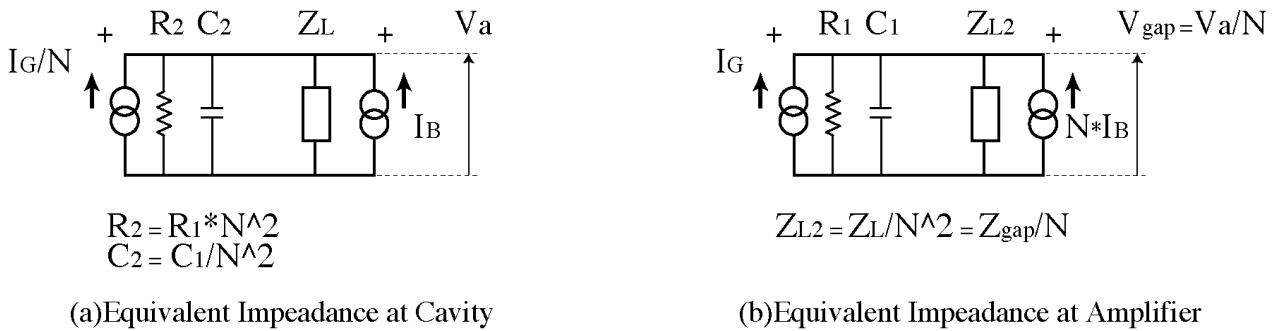 + R2 C2 ZL + Va
IG/N
IB
R2 = R1*N^2
C2 = C1/N^2
(a)Equivalent Impeadance at Cavity
+ R1 C1 ZL2 + Vgap=Va/N
IG
N*IB
ZL2 = ZL/N^2 = Zgap/N
(b)Equivalent Impeadance at Amplifier